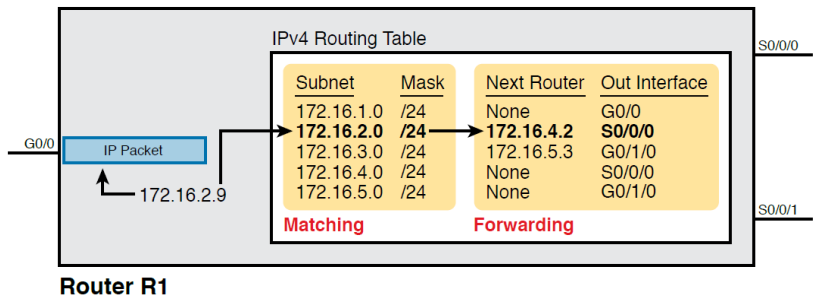 IPv4 Routing Table
S0/0/0
Subnet Mask Next Router Out Interface
172.16.1.0 /24 None G0/0
172.16.2.0 /24 172.16.4.2 S0/0/0
G0/0 IP Packet 172.16.3.0 /24 172.16.5.3 G0/1/0
172.16.4.0 /24 None S0/0/0
172.16.2.9 172.16.5.0 /24 None G0/1/0
Matching Forwarding
S0/0/1
Router R1